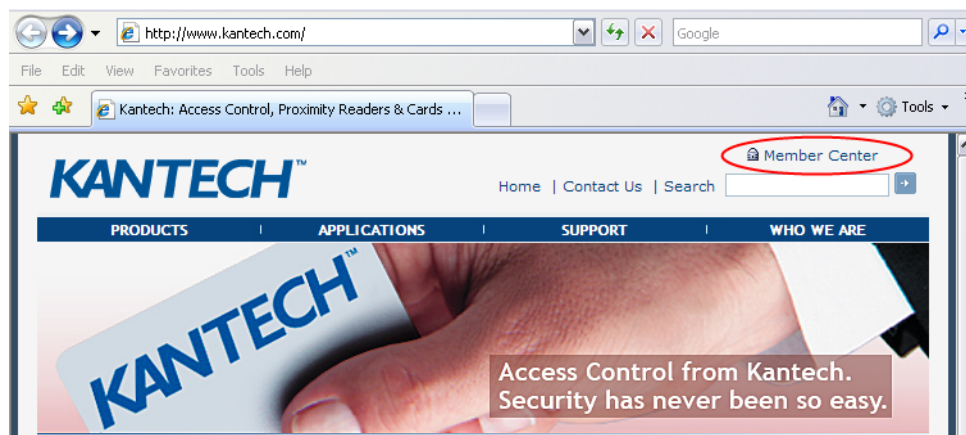 http://www.kantech.com/
Google
File Edit View Favorites Tools Help
Kantech: Access Control, Proximity Readers & Cards ...
Tools
KANTECH™
Member Center
Home | Contact Us | Search
PRODUCTS | APPLICATIONS | SUPPORT | WHO WE ARE
KANTECH™
Access Control from Kantech.
Security has never been so easy.